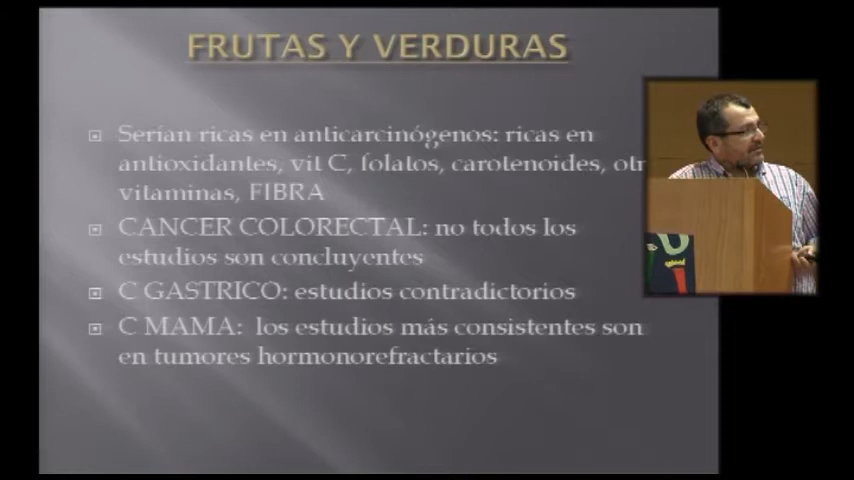 FRUTAS Y VERDURAS
Serían ricas en anticarcinógenos: ricas en
antioxidantes, vit C, folatos, carotenoides,
vitaminas, FIBRA
CANCER COLORECTAL: no todos los
estudios son concluyentes
C GASTRICO: estudios contradictorios
C MAMA: los estudios más consistentes son
en tumores hormonorefractarios